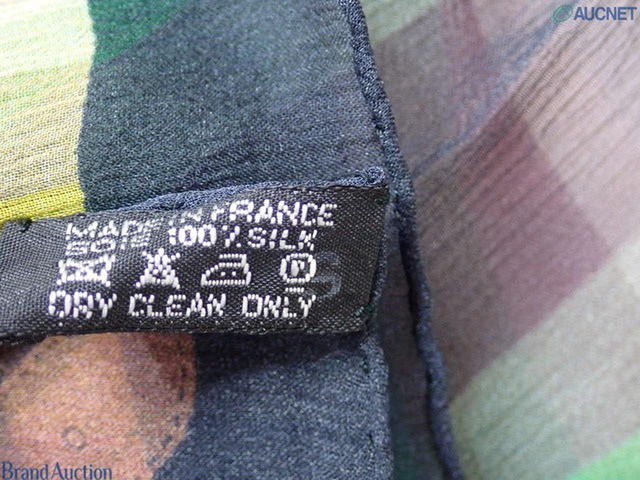 AUCNET
MADE IN FRANCE
SOIE 100% SILK
P
DRY CLEAN ONLY
Brand Auction